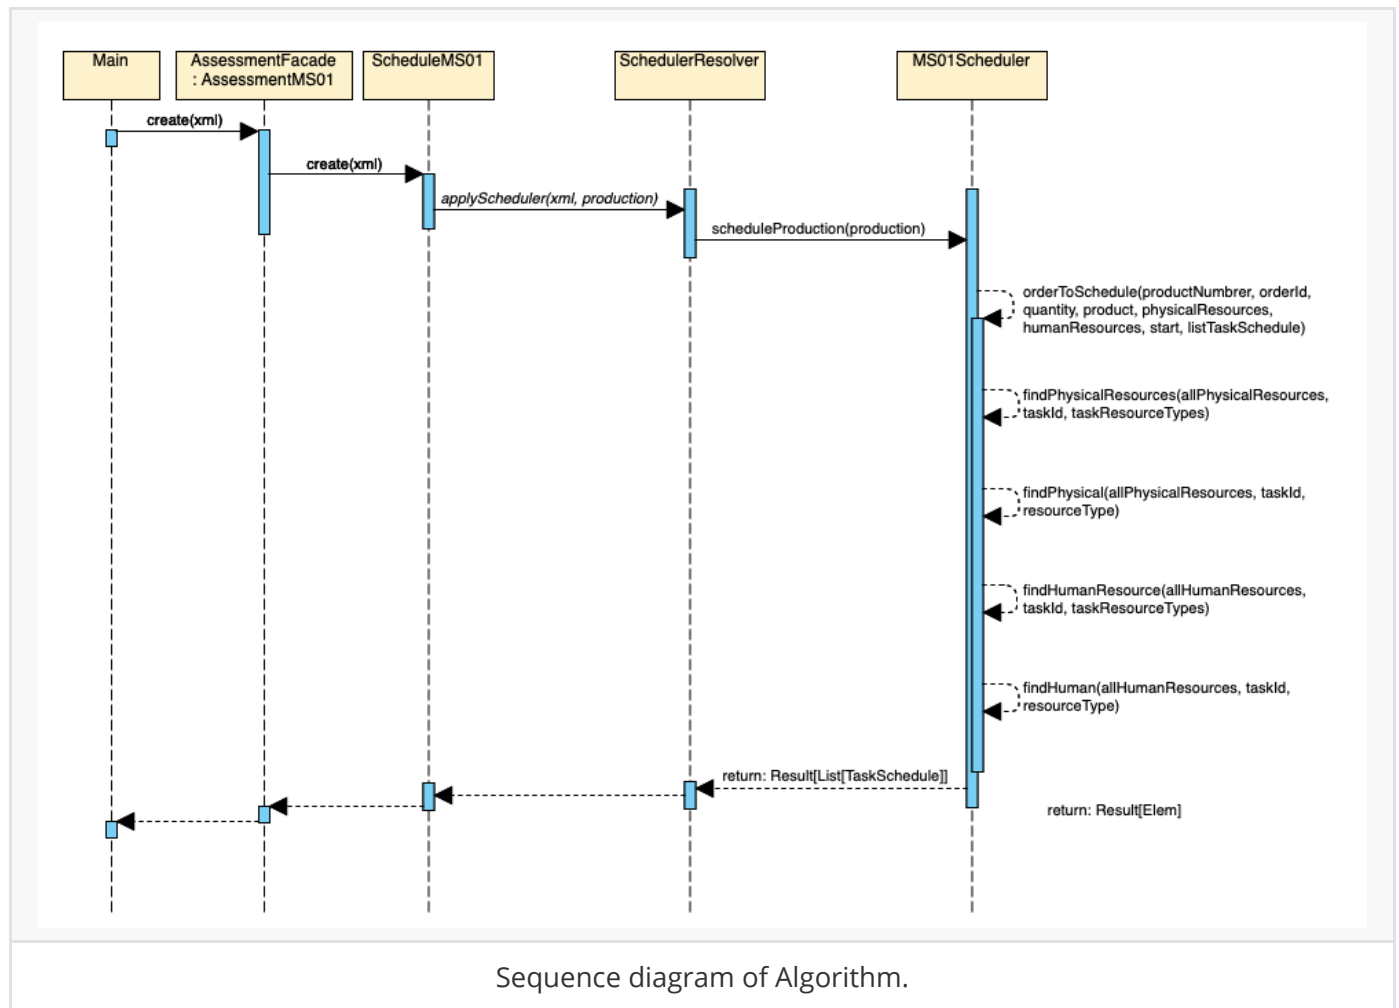 Main
AssessmentFacade
: AssessmentMS01
ScheduleMS01
SchedulerResolver
MS01Scheduler
create(xml)
create(xml)
applyScheduler(xml, production)
scheduleProduction(production)
orderToSchedule(productNumbrer, orderId,
quantity, product, physicalResources,
humanResources, start, listTaskSchedule)
findPhysicalResources(allPhysicalResources,
taskId, taskResourceTypes)
findPhysical(allPhysicalResources, taskId,
resourceType)
findHumanResource(allHumanResources,
taskId, taskResourceTypes)
findHuman(allHumanResources, taskId,
resourceType)
return: Result[List[TaskSchedule]]
return: Result[Elem]
Sequence diagram of Algorithm.